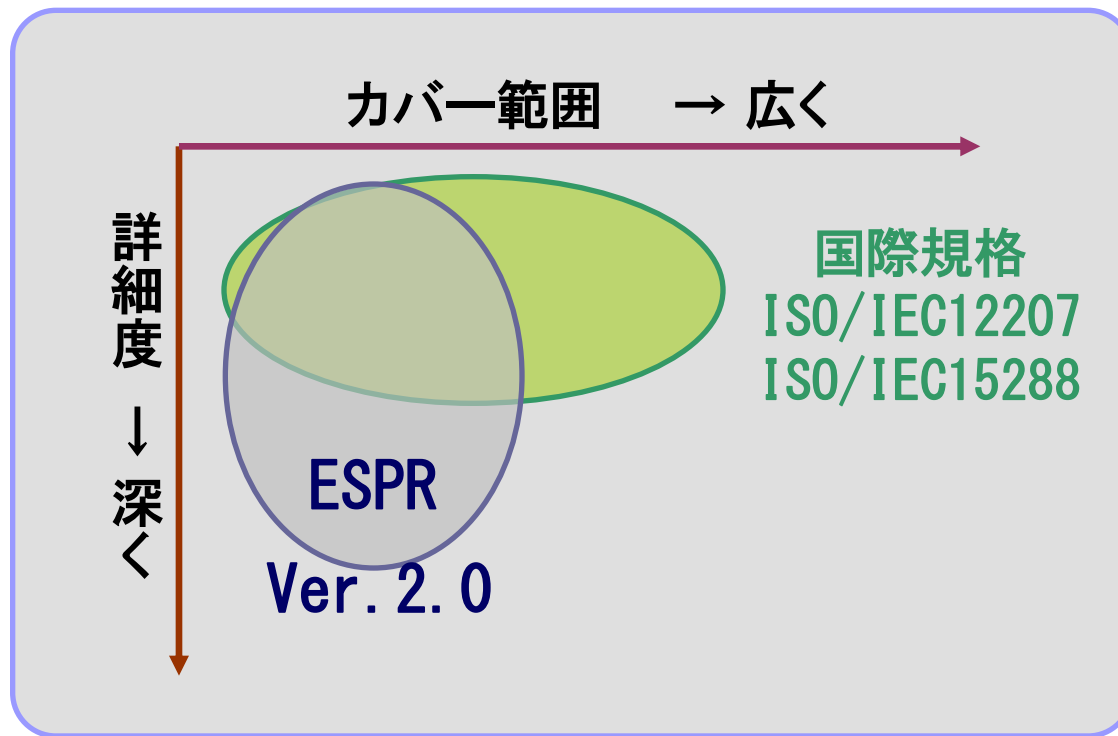 カバー範囲　→ 広く
詳細度 → 深く
国際規格
ISO/IEC12207
ISO/IEC15288
ESPR
Ver.2.0